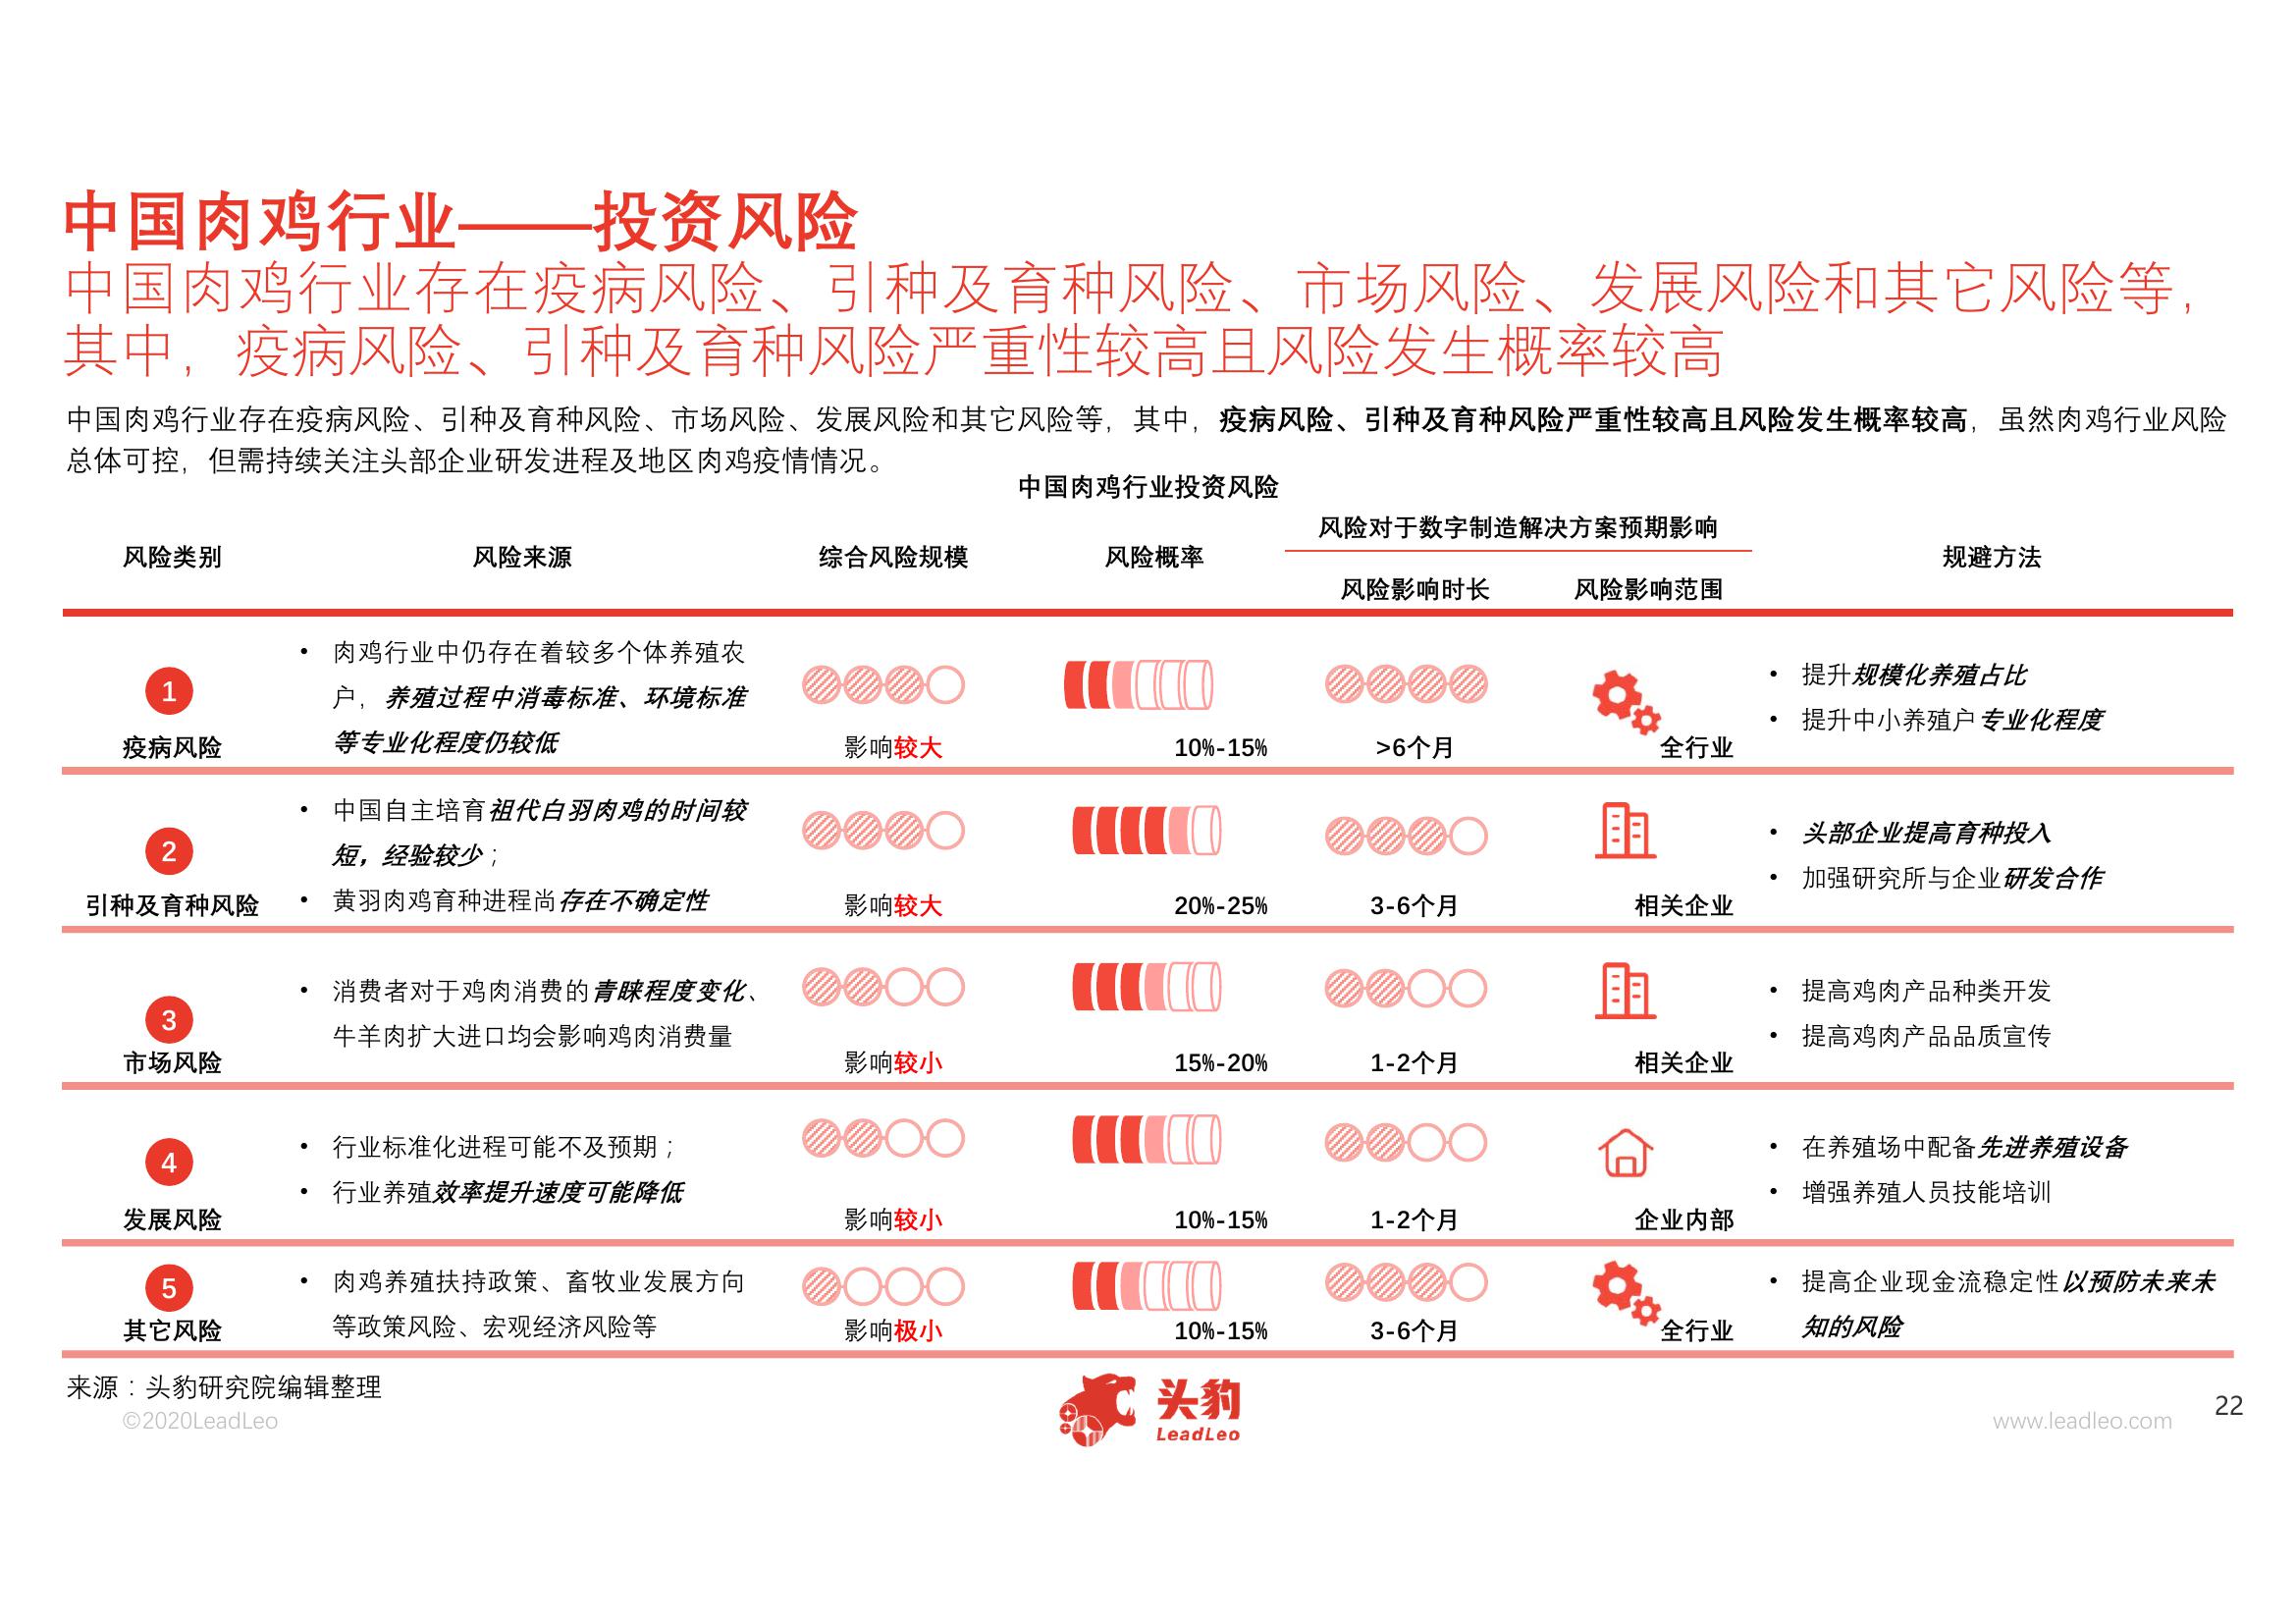 中国肉鸡行业——投资风险
中国肉鸡行业存在疫病风险、引种及育种风险、市场风险、发展风险和其它风险等，
其中，疫病风险、引种及育种风险严重性较高且风险发生概率较高
中国肉鸡行业存在疫病风险、引种及育种风险、市场风险、发展风险和其它风险等，其中，疫病风险、引种及育种风险严重性较高且风险发生概率较高，虽然肉鸡行业风险
总体可控，但需持续关注头部企业研发进程及地区肉鸡疫情情况。
中国肉鸡行业投资风险
风险类别
风险来源
综合风险规模
风险概率
风险对于数字制造解决方案预期影响
风险影响时长
风险影响范围
规避方法
1
疫病风险
• 肉鸡行业中仍存在着较多个体养殖农
户，养殖过程中消毒标准、环境标准
等专业化程度仍较低
影响较大
10%-15%
>6个月
全行业
• 提升规模化养殖占比
• 提升中小养殖户专业化程度
2
引种及育种风险
• 中国自主培育祖代白羽肉鸡的时间较
短，经验较少；
• 黄羽肉鸡育种进程尚存在不确定性
影响较大
20%-25%
3-6个月
相关企业
• 头部企业提高育种投入
• 加强研究所与企业研发合作
3
市场风险
• 消费者对于鸡肉消费的青睐程度变化、
牛羊肉扩大进口均会影响鸡肉消费量
影响较小
15%-20%
1-2个月
相关企业
• 提高鸡肉产品种类开发
• 提高鸡肉产品品质宣传
4
发展风险
• 行业标准化进程可能不及预期；
• 行业养殖效率提升速度可能降低
影响较小
10%-15%
1-2个月
企业内部
• 在养殖场中配备先进养殖设备
• 增强养殖人员技能培训
5
其它风险
• 肉鸡养殖扶持政策、畜牧业发展方向
等政策风险、宏观经济风险等
影响极小
10%-15%
3-6个月
全行业
• 提高企业现金流稳定性以预防未来未
知的风险
来源：头豹研究院编辑整理
©2020LeadLeo
头豹
LeadLeo
www.leadleo.com
22